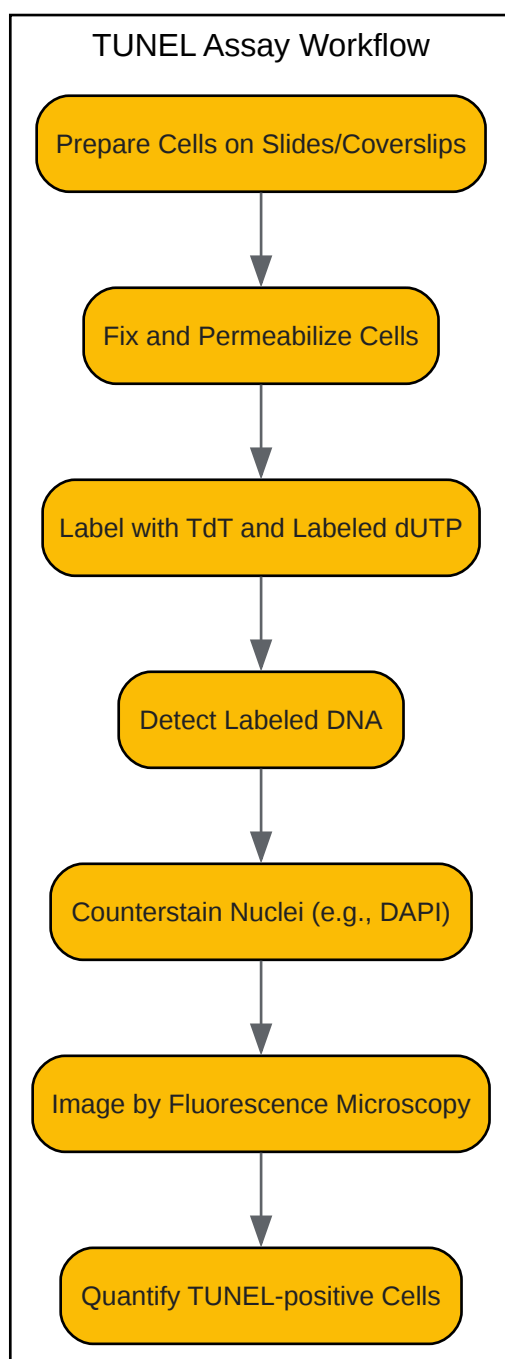 TUNEL Assay Workflow
Prepare Cells on Slides/Coverslips
Fix and Permeabilize Cells
Label with TdT and Labeled dUTP
Detect Labeled DNA
Counterstain Nuclei (e.g., DAPI)
Image by Fluorescence Microscopy
Quantify TUNEL-positive Cells